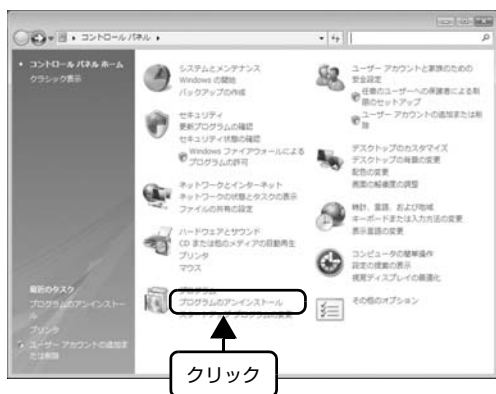 コントロール パネル
コントロール パネル ホーム
クラシック表示
システムとメンテナンス
Windows の開始
バックアップの作成
セキュリティ
更新プログラムの確認
セキュリティ状態の確認
Windows ファイアウォールによる
プログラムの許可
ネットワークとインターネット
ネットワークの状態とタスクの表示
ファイルの共有の設定
ハードウェアとサウンド
CD または他のメディアの自動再生
プリンタ
マウス
プログラム
プログラムのアンインストール
スタートアップ プログラムの変更
ユーザー アカウントと家族のための
安全設定
任意のユーザーへの保護者による制
限のセットアップ
ユーザー アカウントの追加または削
除
デスクトップのカスタマイズ
デスクトップの背景の変更
配色の変更
画面の解像度の調整
時計、言語、および地域
キーボードまたは入力方法の変更
表示言語の変更
コンピュータの簡単操作
設定の提案の表示
視覚ディスプレイの最適化
その他のオプション
最近のタスク
プログラムのアンインストー
ル
プリンタ
ユーザー アカウントの追加ま
たは削除
クリック